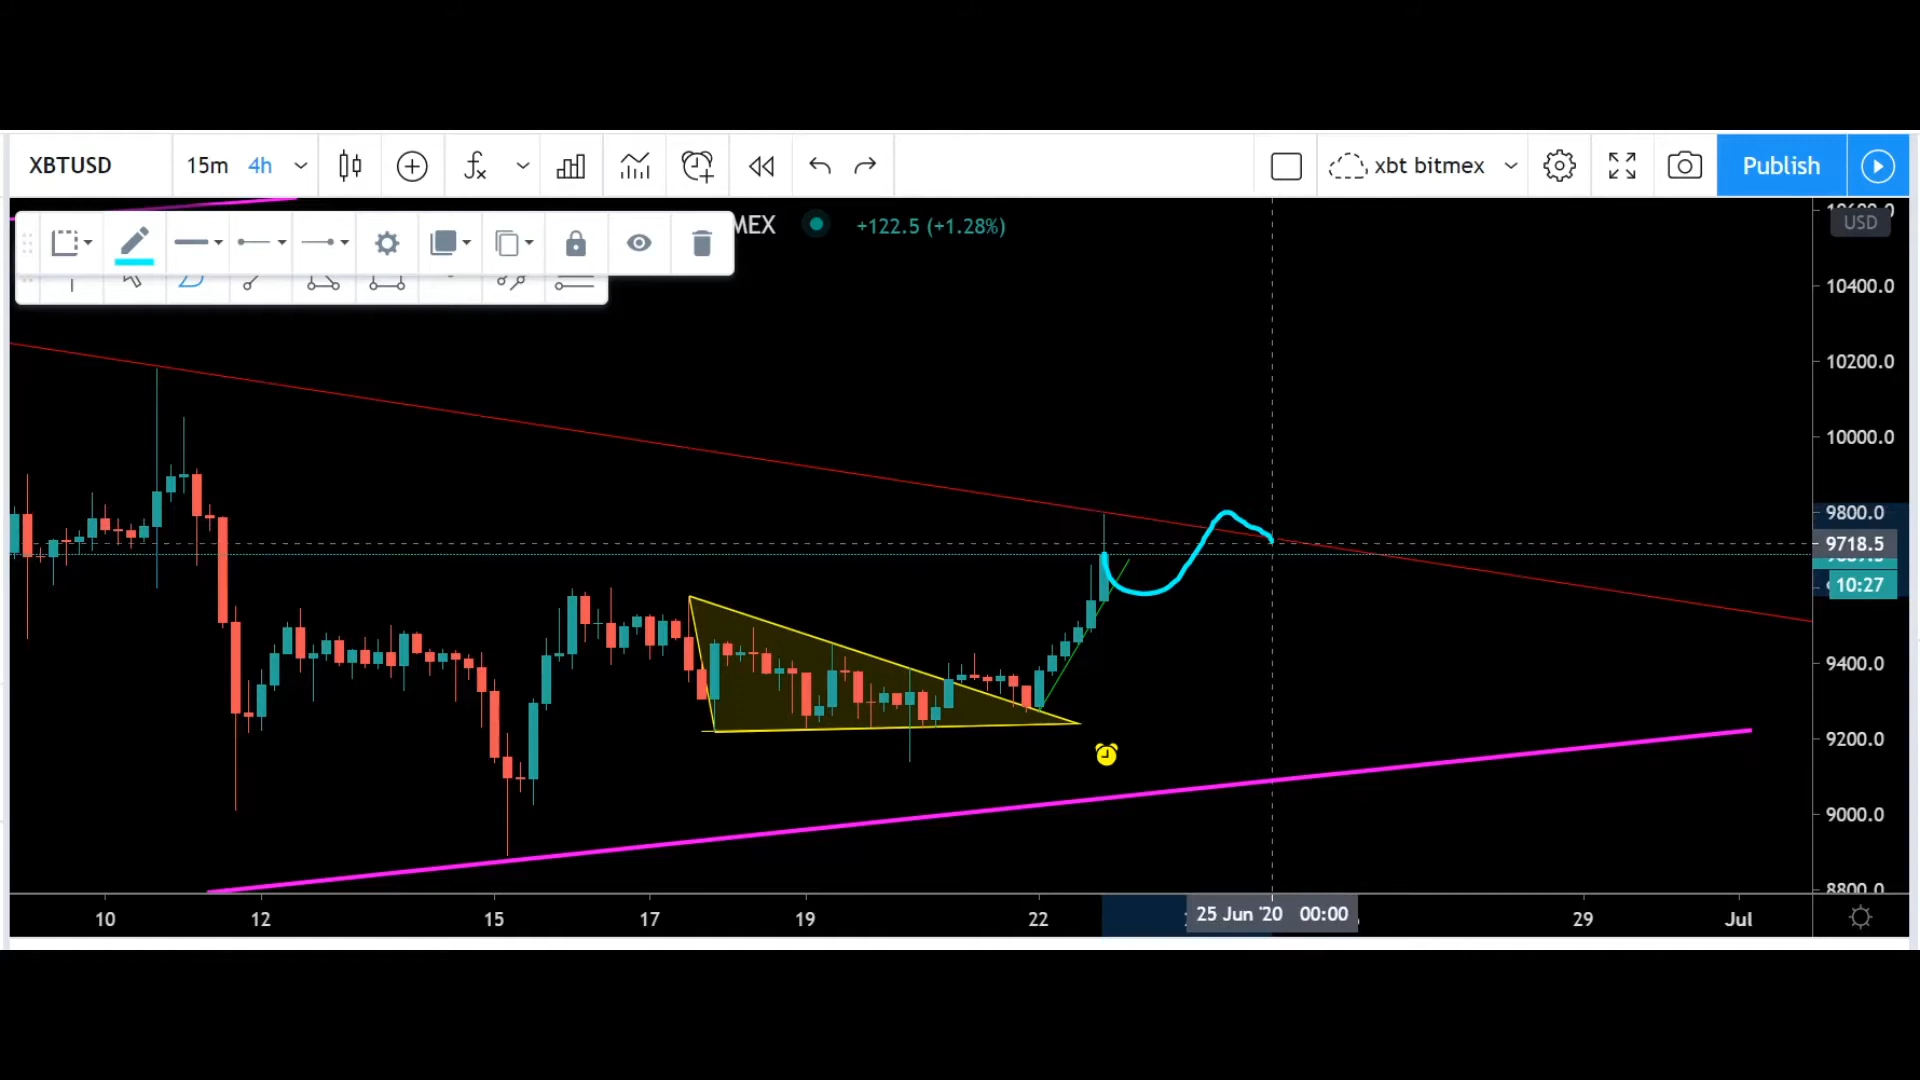 XBTUSD 15m 4h xbt bitmex Publish
MEX +122.5 (+1.28%)
USD
10400.0
10200.0
10000.0
9800.0
9718.5
10:27
9400.0
9200.0
9000.0
8800.0
10 12 15 17 19 22 25 Jun '20 00:00 29 Jul